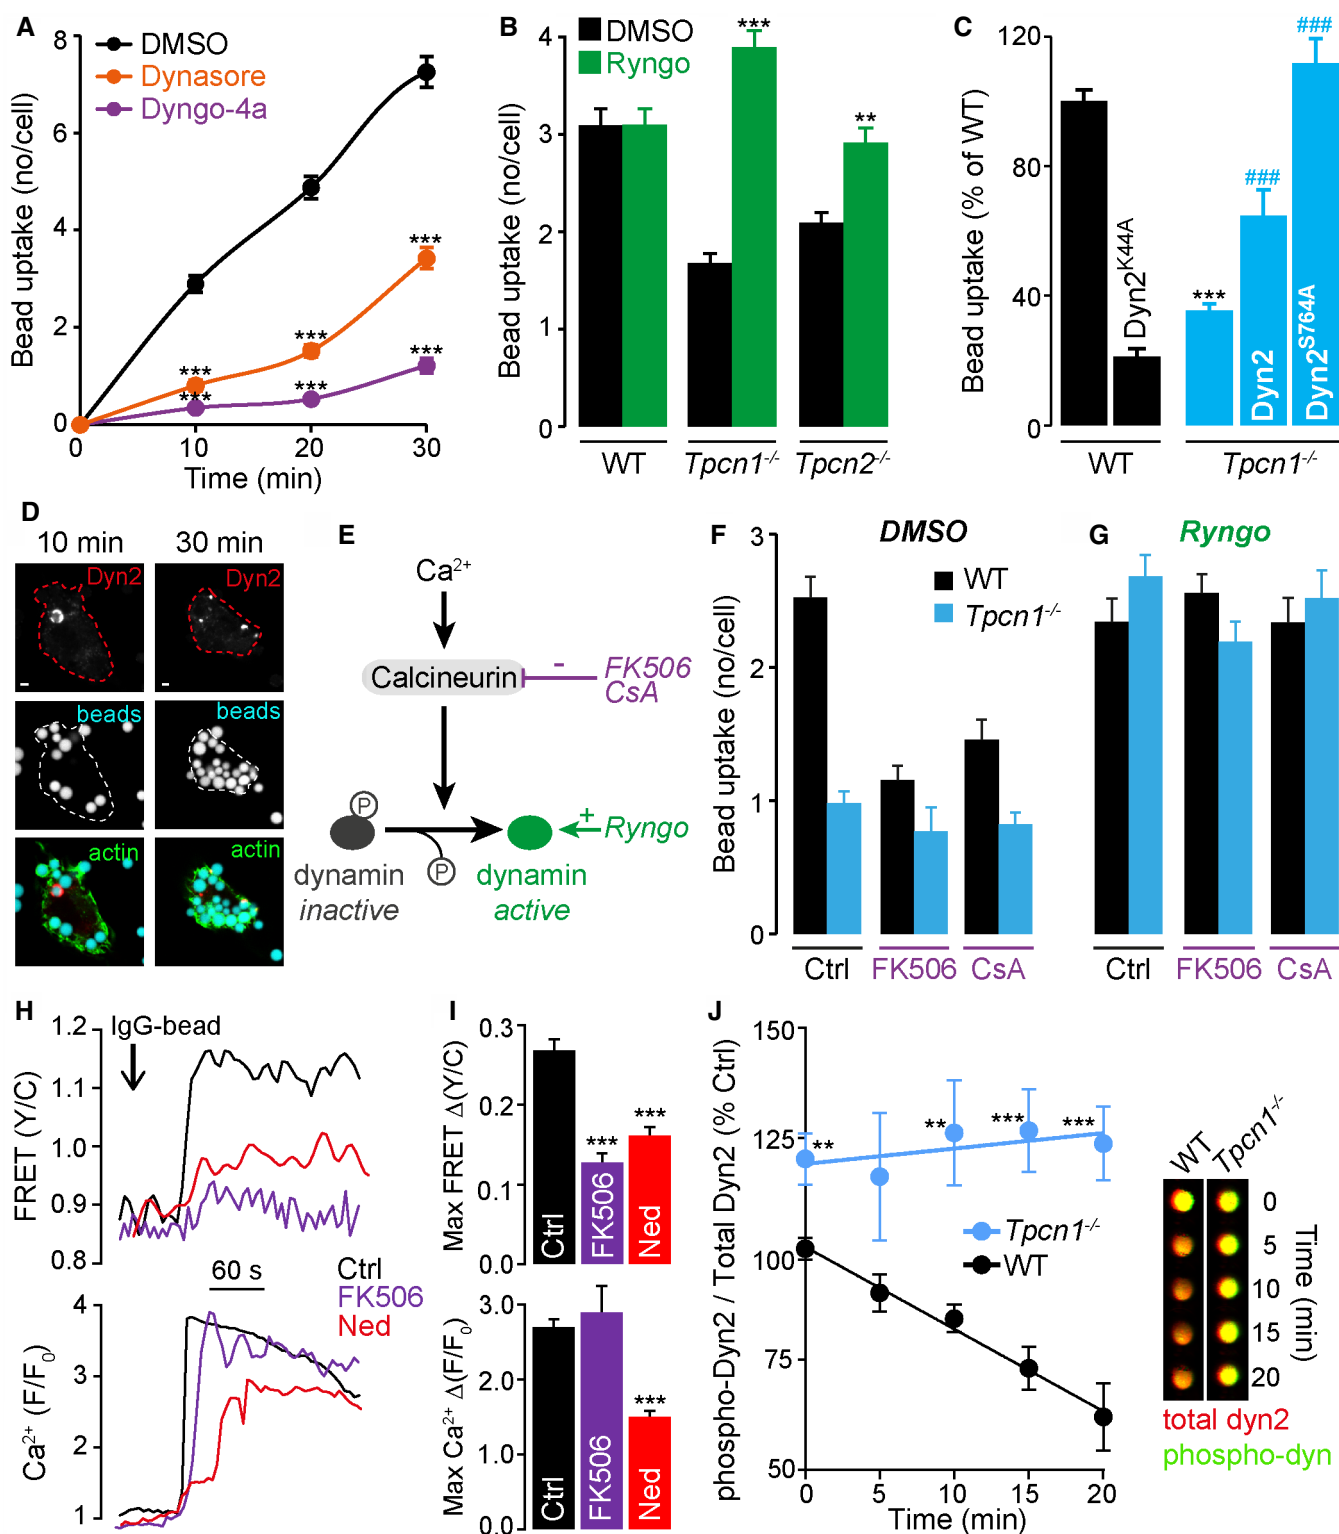 A
DMSO
Dynasore
Dyngo-4a
Bead uptake (no/cell)
8
6
4
2
0
***
***
***
***
***
***
0 10 20 30
Time (min)
B
DMSO
Ryngo
Bead uptake (no/cell)
4
3
2
1
0
***
**
WT Tpcn1-/- Tpcn2-/-
C
Bead uptake (% of WT)
120
80
40
0
Dyn2K44A
***
###
###
Dyn2
Dyn2S764A
WT Tpcn1-/-
D
10 min 30 min
Dyn2 Dyn2
beads beads
actin actin
E
Ca2+
Calcineurin
-
FK506
CsA
P
P
+
Ryngo
dynamin
inactive
dynamin
active
F
DMSO
WT
Tpcn1-/-
Bead uptake (no/cell)
3
2
1
0
Ctrl FK506 CsA
G
Ryngo
Ctrl FK506 CsA
H
IgG-bead
FRET (Y/C)
1.2
1.1
1.0
0.9
0.8
60 s
Ctrl
FK506
Ned
Ca2+ (F/F0)
4
3
2
1
I
Max FRET Δ(Y/C)
0.3
0.2
0.1
0.0
***
***
Ctrl
FK506
Ned
Max Ca2+ Δ(F/F0)
3.0
2.0
1.0
0.0
***
Ctrl
FK506
Ned
J
phospho-Dyn2 / Total Dyn2 (% Ctrl)
150
125
100
75
50
**
**
***
***
Tpcn1-/-
WT
0 5 10 15 20
Time (min)
WT
Tpcn1-/-
0
5
10
15
20
Time (min)
total dyn2
phospho-dyn